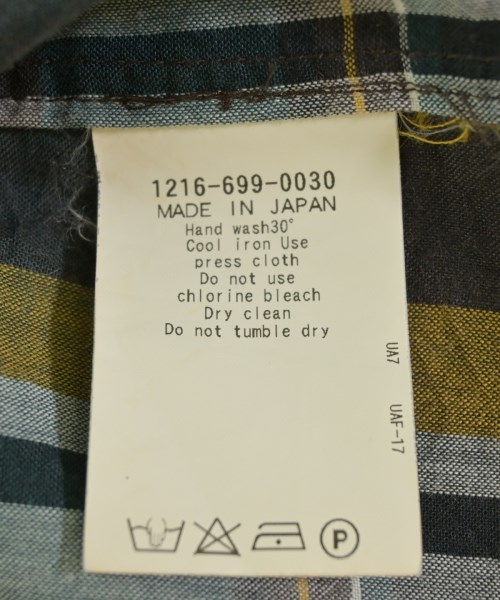 1216-699-0030
MADE IN JAPAN
Hand wash30°
Cool iron Use
press cloth
Do not use
chlorine bleach
Dry clean
Do not tumble dry
UA7
UAF-17
P